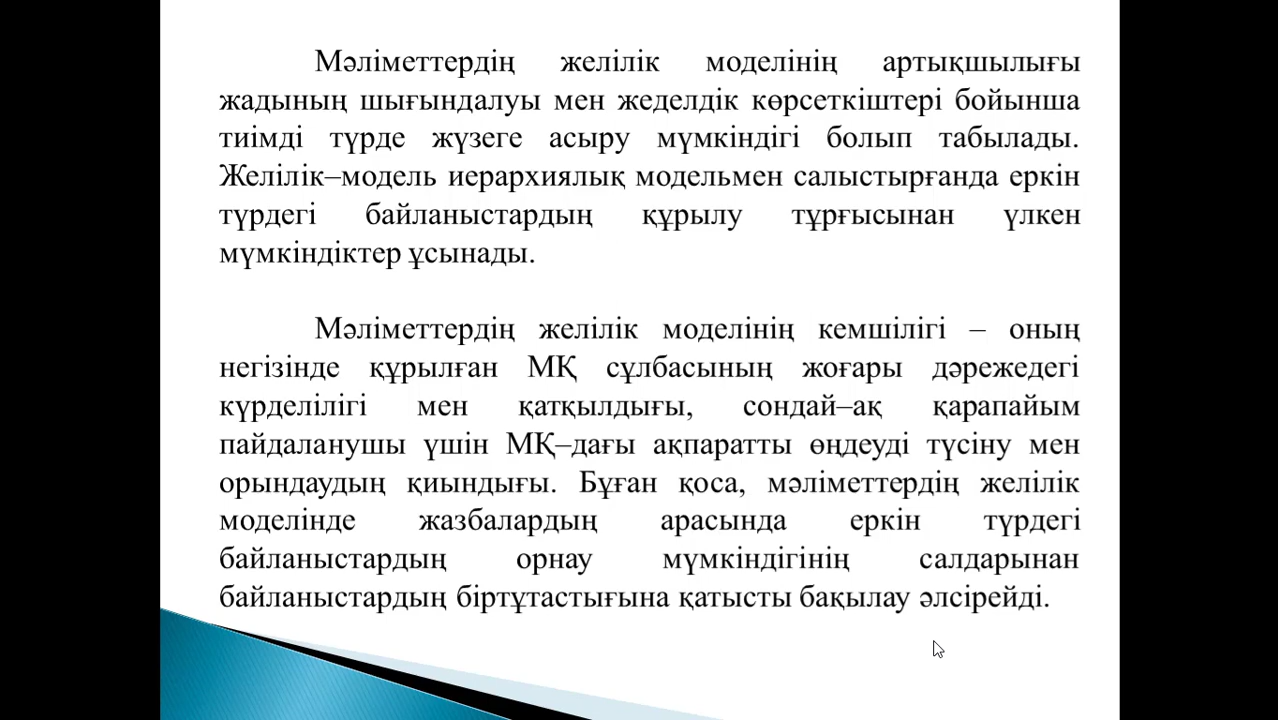 Мәліметтердің желілік моделінің артықшылығы
жадының шығындалуы мен жеделдік көрсеткіштері бойынша
тиімді түрде жүзеге асыру мүмкіндігі болып табылады.
Желілік–модель иерархиялық модельмен салыстырғанда еркін
түрдегі байланыстардың құрылу тұрғысынан үлкен
мүмкіндіктер ұсынады.
Мәліметтердің желілік моделінің кемшілігі – оның
негізінде құрылған МҚ сұлбасының жоғары дәрежедегі
күрделілігі мен қатқылдығы, сондай–ақ қарапайым
пайдаланушы үшін МҚ–дағы ақпаратты өңдеуді түсіну мен
орындаудың қиындығы. Бұған қоса, мәліметтердің желілік
моделінде жазбалардың арасында еркін түрдегі
байланыстардың орнау мүмкіндігінің салдарынан
байланыстардың біртұтастығына қатысты бақылау әлсірейді.